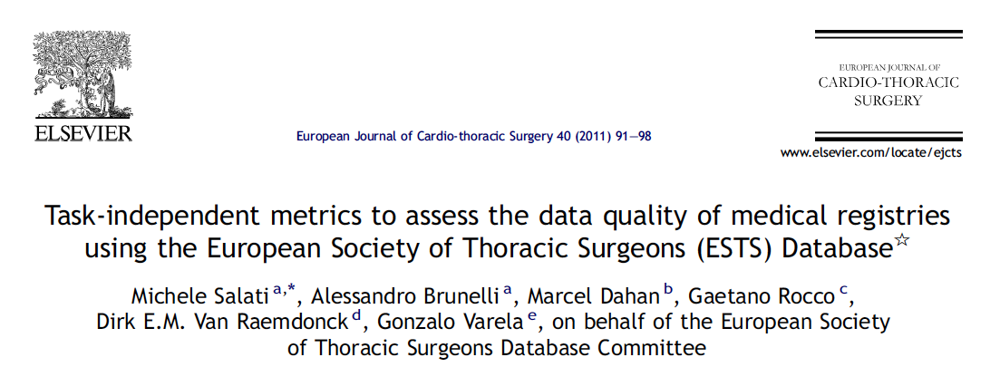 ELSEVIER
European Journal of Cardio-thoracic Surgery 40 (2011) 91—98
EUROPEAN JOURNAL OF
CARDIO-THORACIC
SURGERY
www.elsevier.com/locate/ejcts
Task-independent metrics to assess the data quality of medical registries
using the European Society of Thoracic Surgeons (ESTS) Database☆
Michele Salati a,*, Alessandro Brunelli a, Marcel Dahan b, Gaetano Rocco c,
Dirk E.M. Van Raemdonck d, Gonzalo Varela e, on behalf of the European Society
of Thoracic Surgeons Database Committee